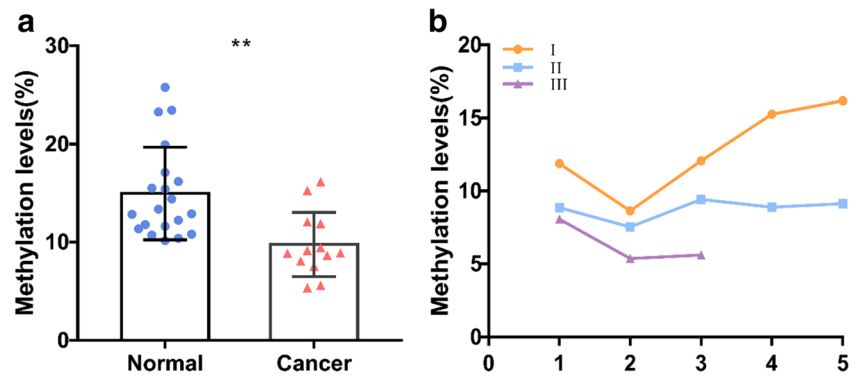 a
**
Methylation levels(%)
30
20
10
0
Normal Cancer
b
Methylation levels(%)
20
15
10
5
0
I
II
III
0 1 2 3 4 5